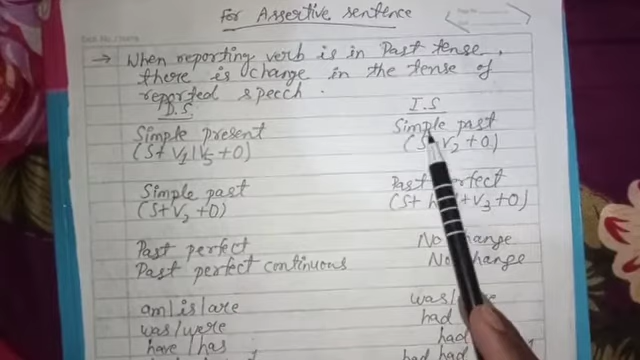 For Assertive sentence
→ When reporting verb is in Past tense,
there is change in the tense of
reported speech.
D.S. I.S
Simple present Simple past
(S+ V1/V5 +O) (S+V2 +O)
Simple past Past perfect
(S+V2 +O) (S+ +V3 +O)
Past perfect No change
Past perfect continuous No change
am/is/are was/
was/were had
have/has had
had had